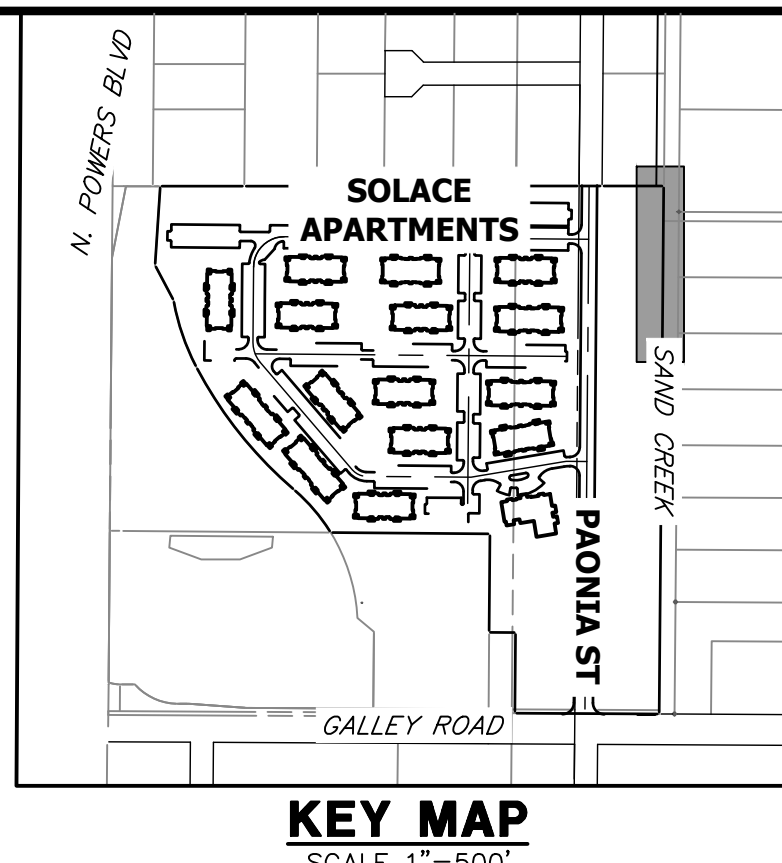 N. POWERS BLVD
SOLACE
APARTMENTS
SAND CREEK
PAONIA ST
GALLEY ROAD
KEY MAP
SCALE 1"=500'